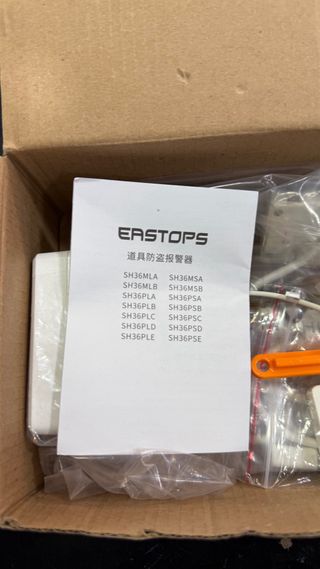 EASTOPS
道具防盗报警器
SH36MLA SH36MSA
SH36MLB SH36MSB
SH36PLA SH36PSA
SH36PLB SH36PSB
SH36PLC SH36PSC
SH36PLD SH36PSD
SH36PLE SH36PSE